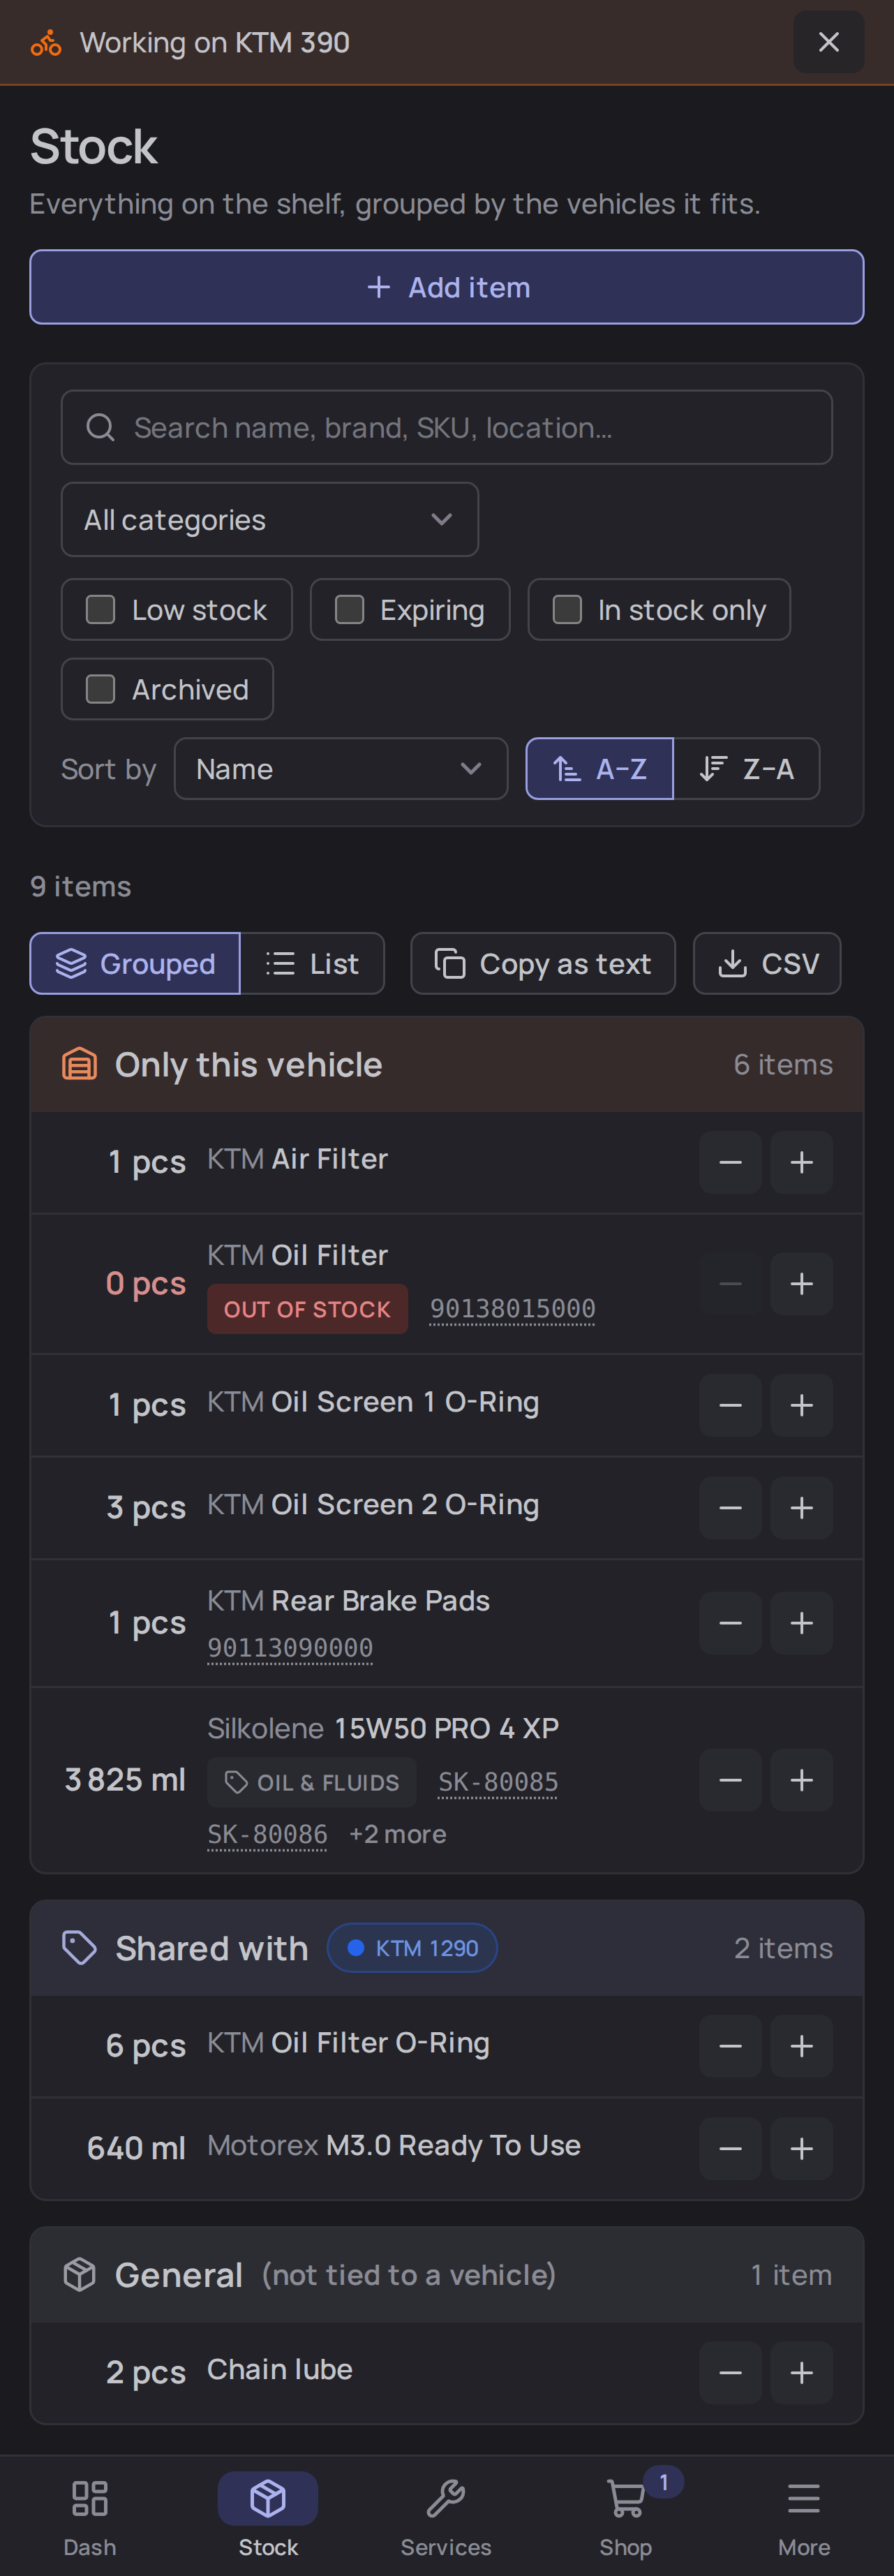 Working on KTM 390
Stock
Everything on the shelf, grouped by the vehicles it fits.
Add item
Search name, brand, SKU, location...
All categories
Low stock Expiring In stock only
Archived
Sort by Name A–Z Z–A
9 items
Grouped List Copy as text CSV
Only this vehicle 6 items
1 pcs KTM Air Filter
KTM Oil Filter
0 pcs
OUT OF STOCK 90138015000
1 pcs KTM Oil Screen 1 O-Ring
3 pcs KTM Oil Screen 2 O-Ring
KTM Rear Brake Pads
1 pcs
90113090000
Silkolene 15W50 PRO 4 XP
3 825 ml OIL & FLUIDS SK-80085
SK-80086 +2 more
Shared with KTM 1290 2 items
6 pcs KTM Oil Filter O-Ring
640 ml Motorex M3.0 Ready To Use
General (not tied to a vehicle) 1 item
2 pcs Chain lube
1
Dash Stock Services Shop More